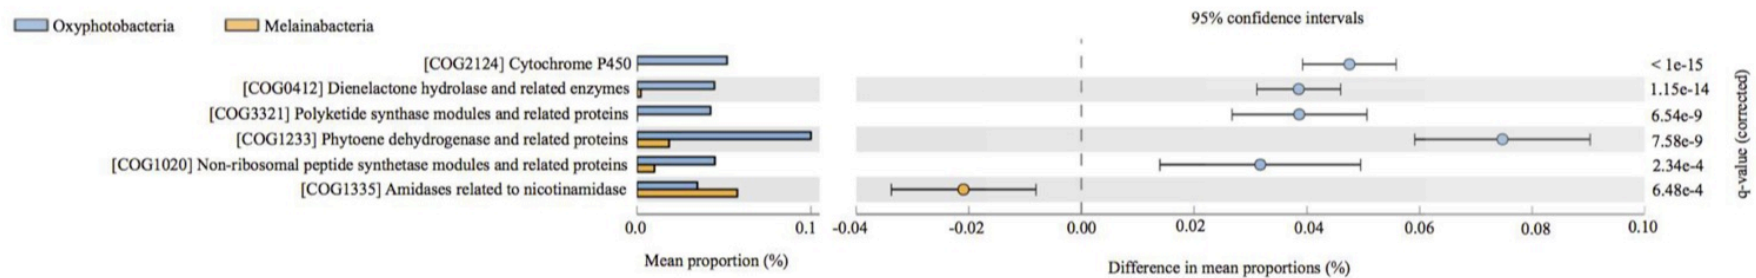 Oxyphotobacteria Melainabacteria
95% confidence intervals
[COG2124] Cytochrome P450 < 1e-15
[COG0412] Dienelactone hydrolase and related enzymes 1.15e-14
[COG3321] Polyketide synthase modules and related proteins 6.54e-9
[COG1233] Phytoene dehydrogenase and related proteins 7.58e-9
[COG1020] Non-ribosomal peptide synthetase modules and related proteins 2.34e-4
[COG1335] Amidases related to nicotinamidase 6.48e-4
q-value (corrected)
0.0 0.1 -0.04 -0.02 0.00 0.02 0.04 0.06 0.08 0.10
Mean proportion (%) Difference in mean proportions (%)